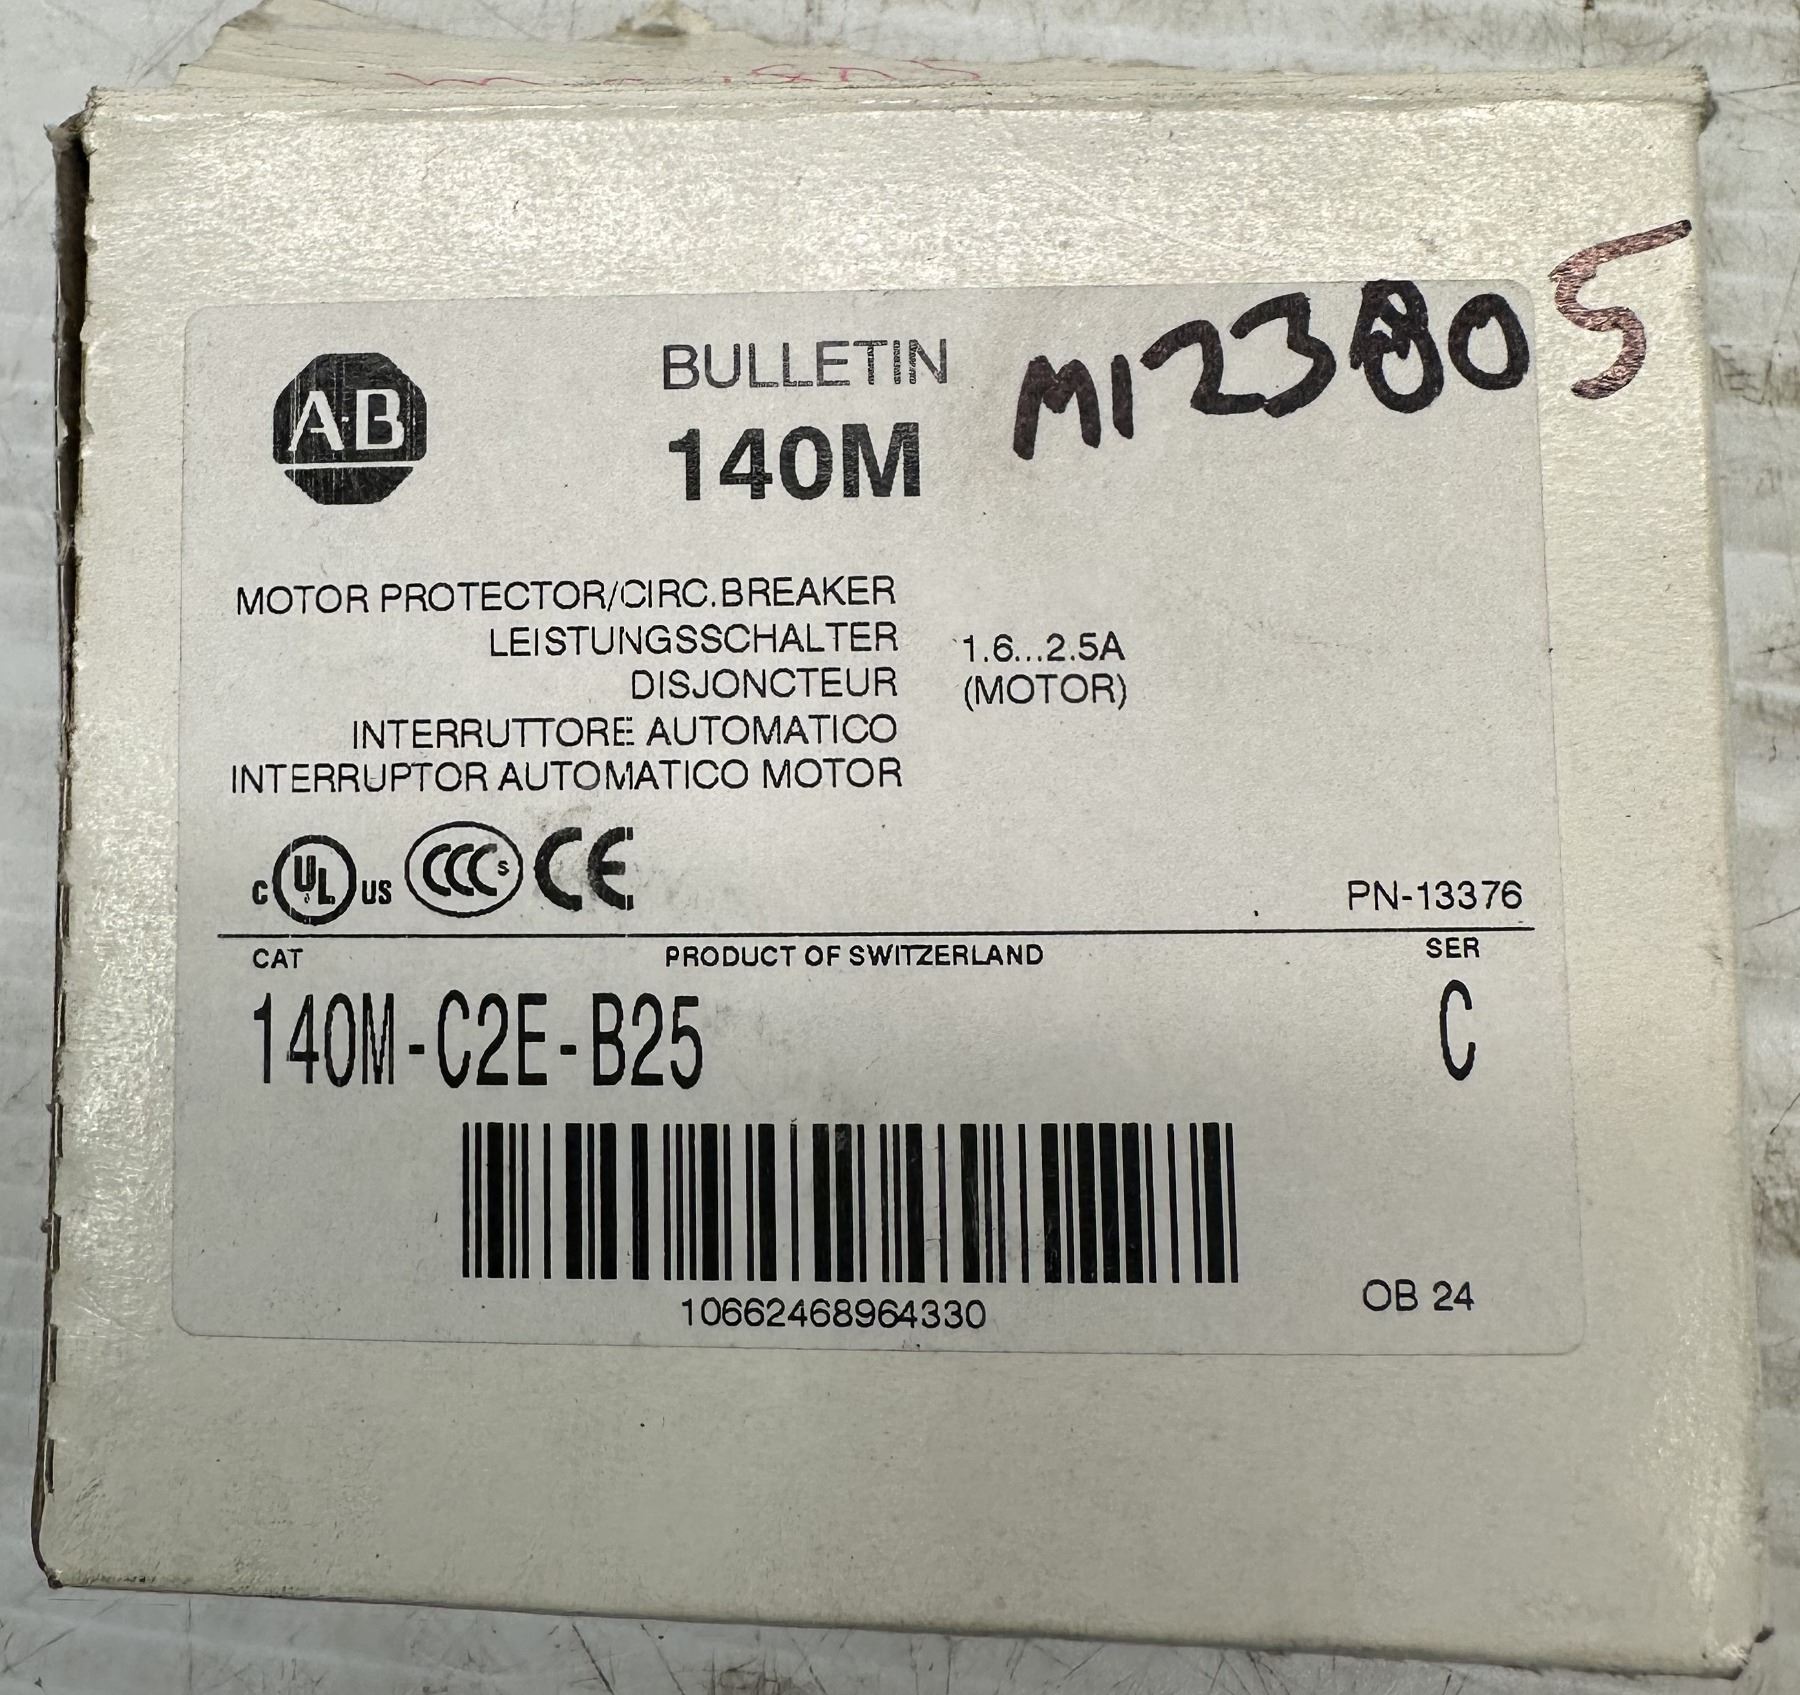 BULLETIN
140M
M123805
A-B
MOTOR PROTECTOR/CIRC.BREAKER
LEISTUNGSSCHALTER
DISJONCTEUR
INTERRUTTORE AUTOMATICO
INTERRUPTOR AUTOMATICO MOTOR
1.6...2.5A
(MOTOR)
c UL US CCC S CE
PN-13376
CAT
PRODUCT OF SWITZERLAND
SER
140M-C2E-B25
C
10662468964330
OB 24